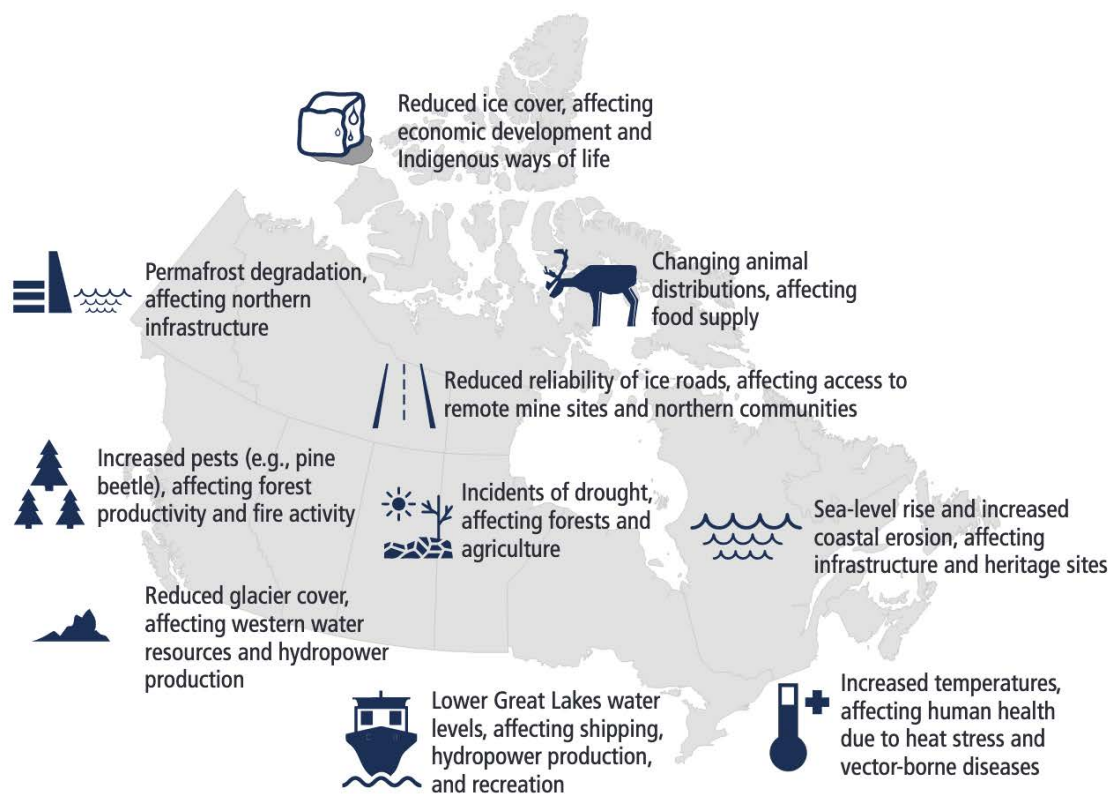 Reduced ice cover, affecting
economic development and
Indigenous ways of life
Permafrost degradation,
affecting northern
infrastructure
Changing animal
distributions, affecting
food supply
Reduced reliability of ice roads, affecting access to
remote mine sites and northern communities
Increased pests (e.g., pine
beetle), affecting forest
productivity and fire activity
Incidents of drought,
affecting forests and
agriculture
Sea-level rise and increased
coastal erosion, affecting
infrastructure and heritage sites
Reduced glacier cover,
affecting western water
resources and hydropower
production
Lower Great Lakes water
levels, affecting shipping,
hydropower production,
and recreation
Increased temperatures,
affecting human health
due to heat stress and
vector-borne diseases